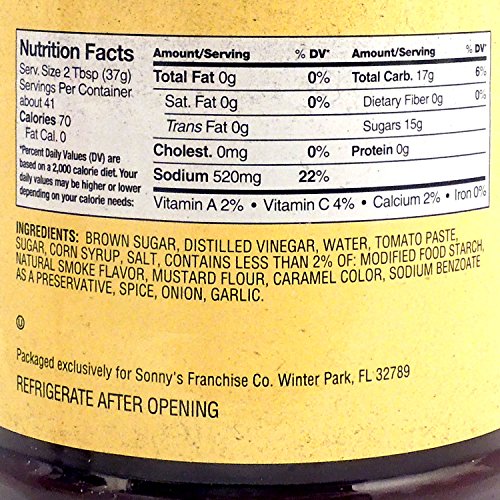 Nutrition Facts
Serv. Size 2 Tbsp (37g)
Servings Per Container
about 41
Calories 70
Fat Cal. 0
*Percent Daily Values (DV) are
based on a 2,000 calorie diet. Your
daily values may be higher or lower
depending on your calorie needs:
Amount/Serving % DV* Amount/Serving % DV*
Total Fat 0g 0% Total Carb. 17g 6%
Sat. Fat 0g 0% Dietary Fiber 0g 0%
Trans Fat 0g Sugars 15g
Cholest. 0mg 0% Protein 0g
Sodium 520mg 22%
Vitamin A 2% • Vitamin C 4% • Calcium 2% • Iron 0%
INGREDIENTS: BROWN SUGAR, DISTILLED VINEGAR, WATER, TOMATO PASTE,
SUGAR, CORN SYRUP, SALT, CONTAINS LESS THAN 2% OF: MODIFIED FOOD STARCH,
NATURAL SMOKE FLAVOR, MUSTARD FLOUR, CARAMEL COLOR, SODIUM BENZOATE
AS A PRESERVATIVE, SPICE, ONION, GARLIC.
U
Packaged exclusively for Sonny's Franchise Co. Winter Park, FL 32789
REFRIGERATE AFTER OPENING